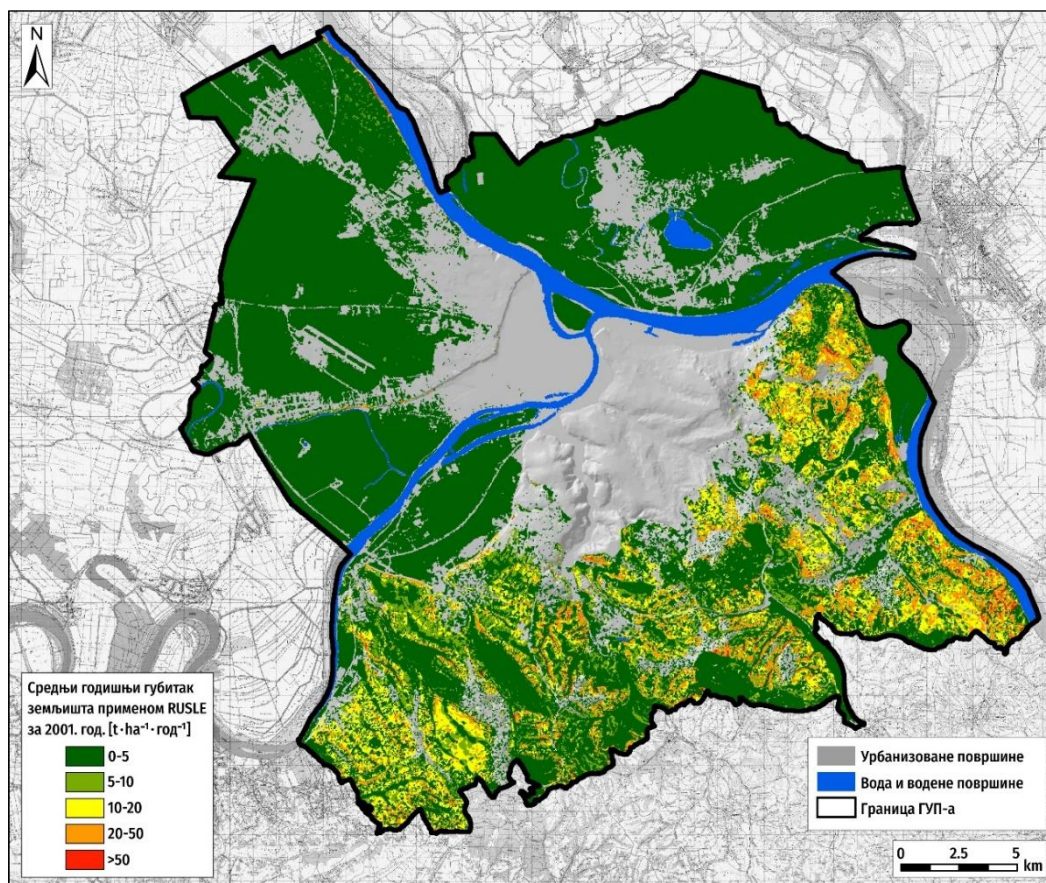 N
Средњи годишњи губитак
земљишта применом RUSLE
за 2001. год. [t·ha⁻¹·год⁻¹]
0-5
5-10
10-20
20-50
>50
Урбанизоване површине
Вода и водене површине
Граница ГУП-а
0 2.5 5
km